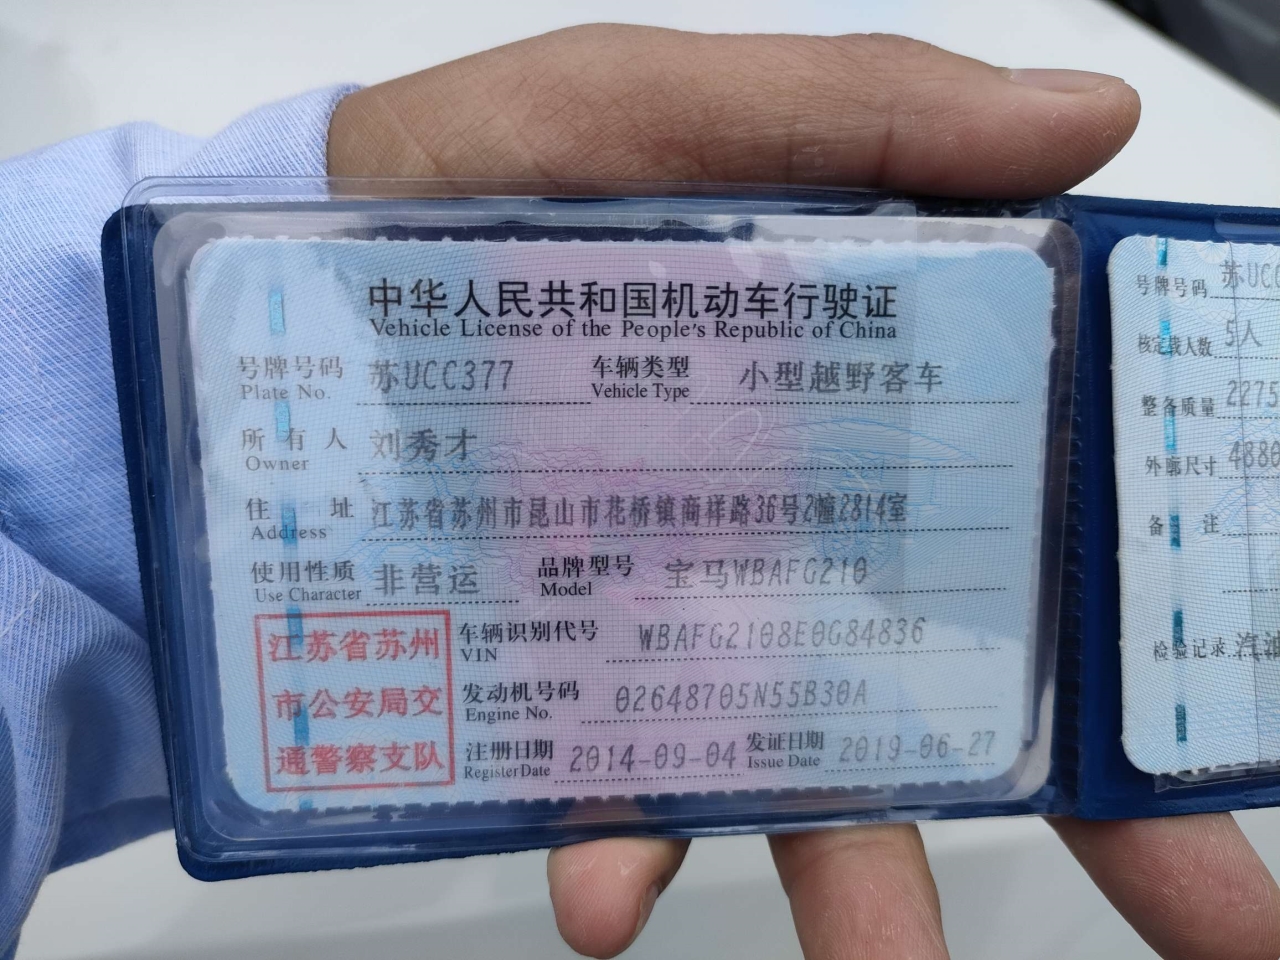 中华人民共和国机动车行驶证
Vehicle License of the People's Republic of China
号牌号码 苏UCC377 车辆类型 小型越野客车
Plate No. Vehicle Type
所有人 刘秀才
Owner
住址 江苏省苏州市昆山市花桥镇商祥路36号2幢2814室
Address
使用性质 非营运 品牌型号 宝马WBAFG210
Use Character Model
江苏省苏州
市公安局交
通警察支队
车辆识别代号 WBAFG2108E0G84836
VIN
发动机号码 02648705N55B30A
Engine No.
注册日期 2014-09-04 发证日期 2019-06-27
Register Date Issue Date
号牌号码 苏UCC
核定载人数 5人
整备质量 2275
外廓尺寸 4880
备注
检验记录 汽油